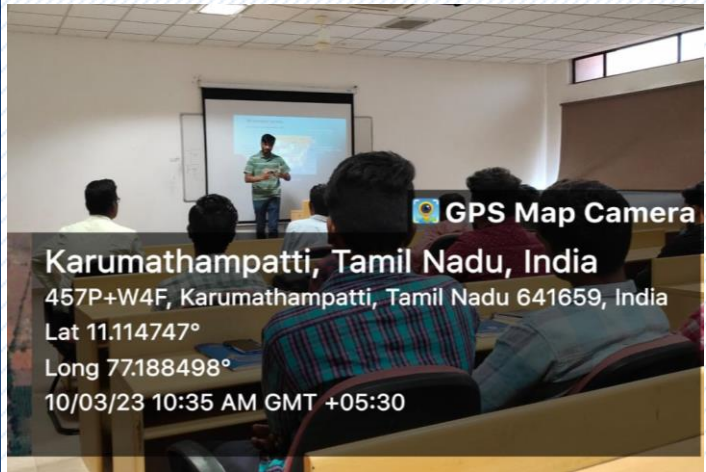 GPS Map Camera
Karumathampatti, Tamil Nadu, India
457P+W4F, Karumathampatti, Tamil Nadu 641659, India
Lat 11.114747°
Long 77.188498°
10/03/23 10:35 AM GMT +05:30